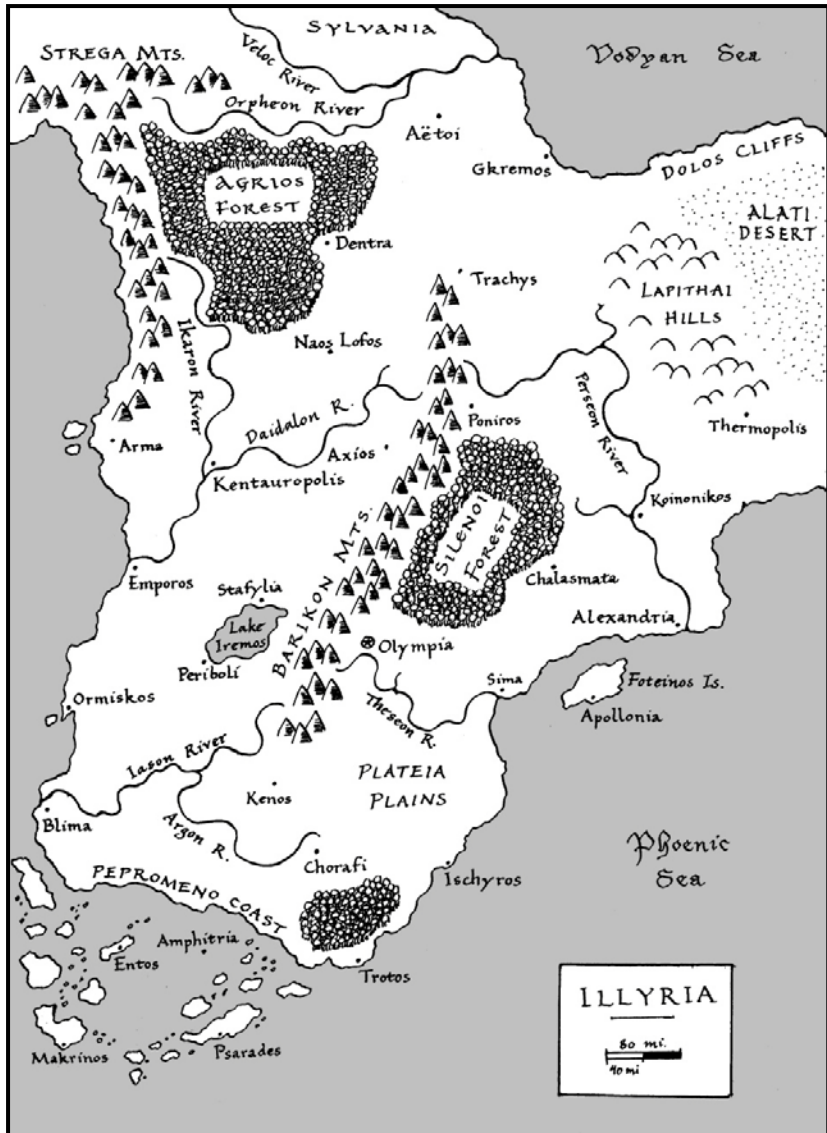 STREGA MTS.
SYLVANIA
Vodyan Sea
Veloc River
Orpheon River
Aëtoi
Gkremos
DOLOS CLIFFS
AGRIOS
FOREST
ALATI
DESERT
Dentra
Trachys
LAPITHAI
HILLS
Ikaron River
Naos Lofos
Daidalon R.
Poniros
Perseon River
Thermopolis
Arma
Axíos
Kentauropolis
Koinonikos
BARIKON MTS.
SILENOI
FOREST
Emporos
Stafylia
Chalasmata
Lake
Iremos
Alexandria
Olympia
Períbolí
Sima
Foteinos Is.
Ormiskos
Apollonia
Theseon R.
Iason River
PLATEIA
PLAINS
Kenos
Blima
Argon R.
Phoenic
Sea
Chorafi
Ischyros
PEPROMENO COAST
Amphitria
Entos
Trotos
ILLYRIA
80 mi.
40 mi
Makrinos
Psarades